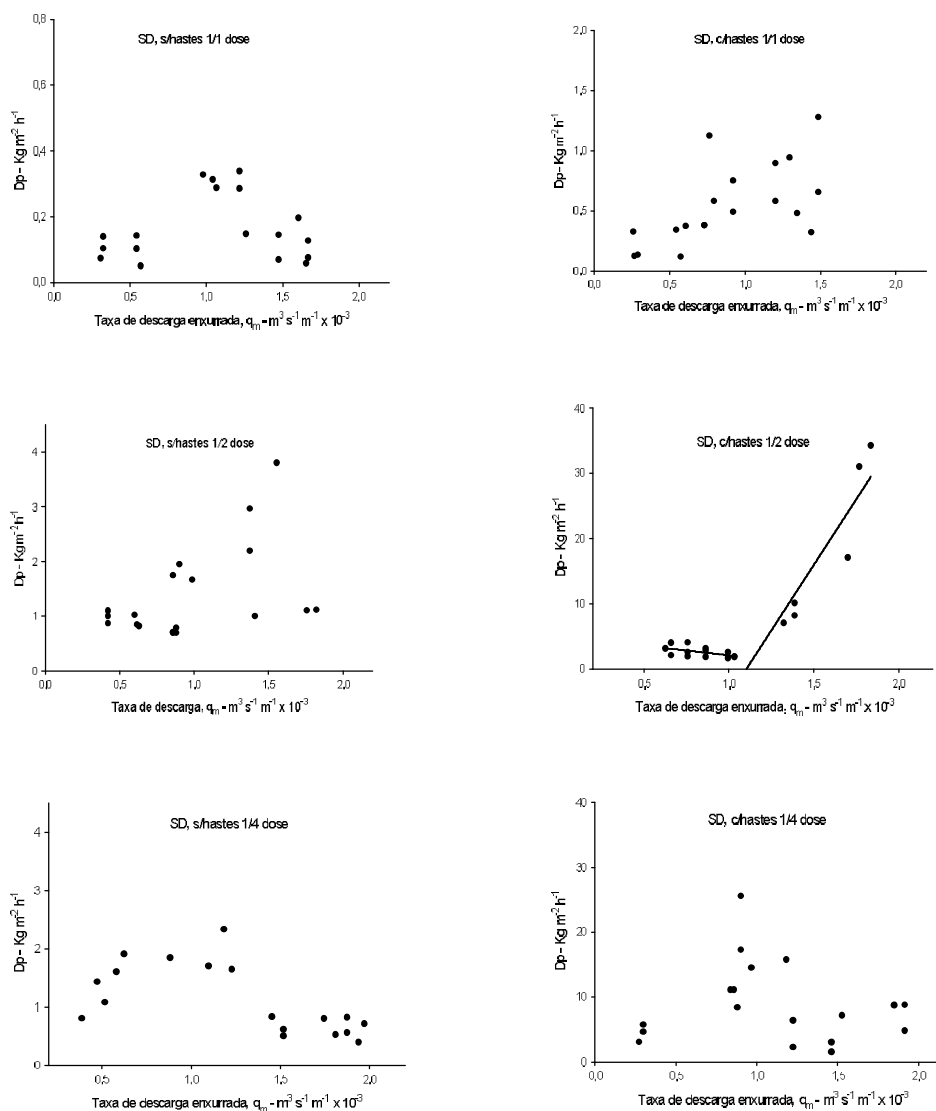 SD, s/hastes 1/1 dose
0,8
0,6
0,4
0,2
0,0
Dp - Kg m⁻² h⁻¹
0,0 0,5 1,0 1,5 2,0
Taxa de descarga enxurrada, qₘ - m³ s⁻¹ m⁻¹ x 10⁻³
SD, c/hastes 1/1 dose
2,0
1,5
1,0
0,5
0,0
Dp - Kg m⁻² h⁻¹
0,0 0,5 1,0 1,5 2,0
Taxa de descarga enxurrada, qₘ - m³ s⁻¹ m⁻¹ x 10⁻³
SD, s/hastes 1/2 dose
4
3
2
1
0
Dp - Kg m⁻² h⁻¹
0,0 0,5 1,0 1,5 2,0
Taxa de descarga, qₘ - m³ s⁻¹ m⁻¹ x 10⁻³
SD, c/hastes 1/2 dose
40
30
20
10
0
Dp - Kg m⁻² h⁻¹
0,5 1,0 1,5 2,0
Taxa de descarga enxurrada, qₘ - m³ s⁻¹ m⁻¹ x 10⁻³
SD, s/hastes 1/4 dose
4
3
2
1
0
Dp - Kg m⁻² h⁻¹
0,5 1,0 1,5 2,0
Taxa de descarga enxurrada, qₘ - m³ s⁻¹ m⁻¹ x 10⁻³
SD, c/hastes 1/4 dose
40
30
20
10
0
Dp - Kg m⁻² h⁻¹
0,0 0,5 1,0 1,5 2,0
Taxa de descarga enxurrada, qₘ - m³ s⁻¹ m⁻¹ x 10⁻³